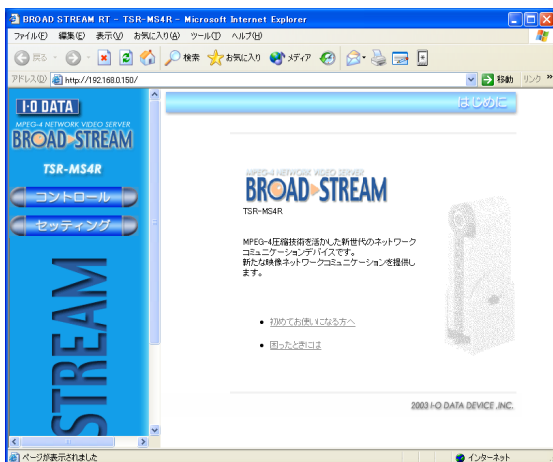 BROAD STREAM RT - TSR-MS4R - Microsoft Internet Explorer
ファイル(F) 編集(E) 表示(V) お気に入り(A) ツール(T) ヘルプ(H)
戻る 検索 お気に入り メディア
アドレス(D) http://192.168.0.150/ 移動 リンク »
I-O DATA
MPEG-4 NETWORK VIDEO SERVER
BROAD STREAM
TSR-MS4R
コントロール
セッティング
STREAM
はじめに
MPEG-4 NETWORK VIDEO SERVER
BROAD STREAM
TSR-MS4R
MPEG-4圧縮技術を活かした新世代のネットワーク
コミュニケーションデバイスです。
新たな映像ネットワークコミュニケーションを提供し
ます。
初めてお使いになる方へ
困ったときには
2003 I-O DATA DEVICE ,INC.
ページが表示されました インターネット